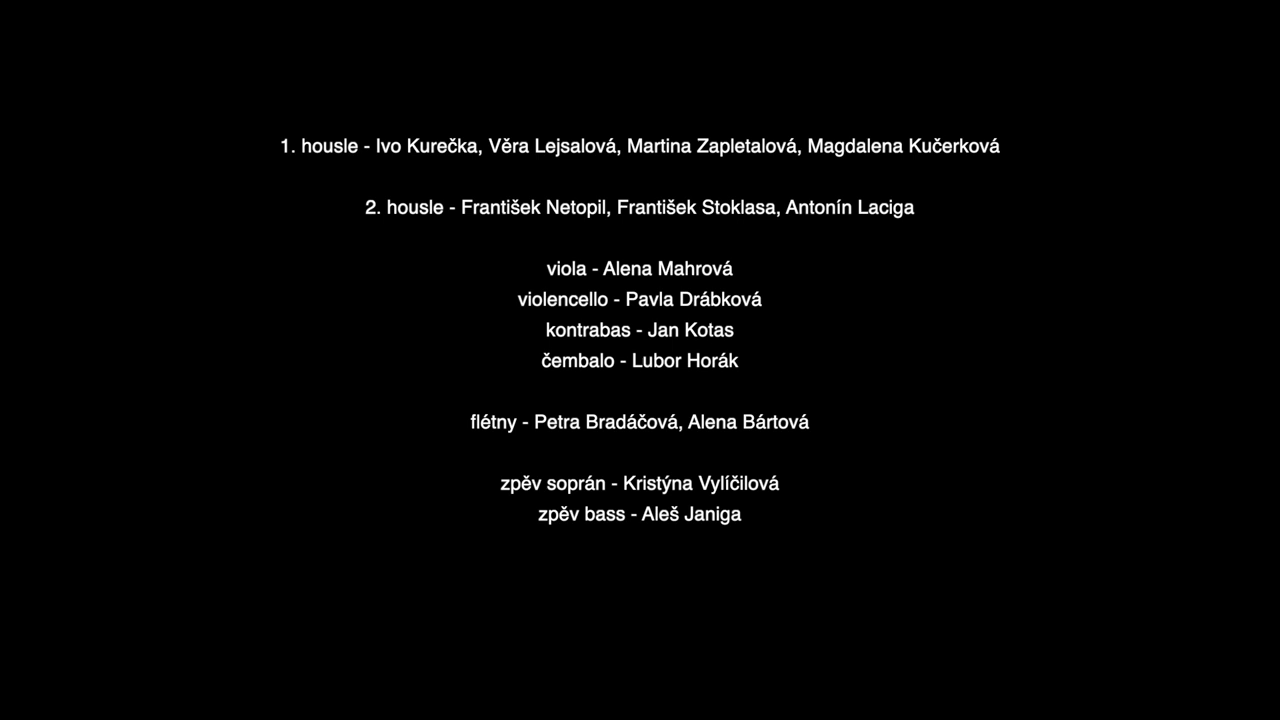 1. housle - Ivo Kurečka, Věra Lejsalová, Martina Zapletalová, Magdalena Kučerková
2. housle - František Netopil, František Stoklasa, Antonín Laciga
viola - Alena Mahrová
violencello - Pavla Drábková
kontrabas - Jan Kotas
čembalo - Lubor Horák
flétny - Petra Bradáčová, Alena Bártová
zpěv soprán - Kristýna Vylíčilová
zpěv bass - Aleš Janiga